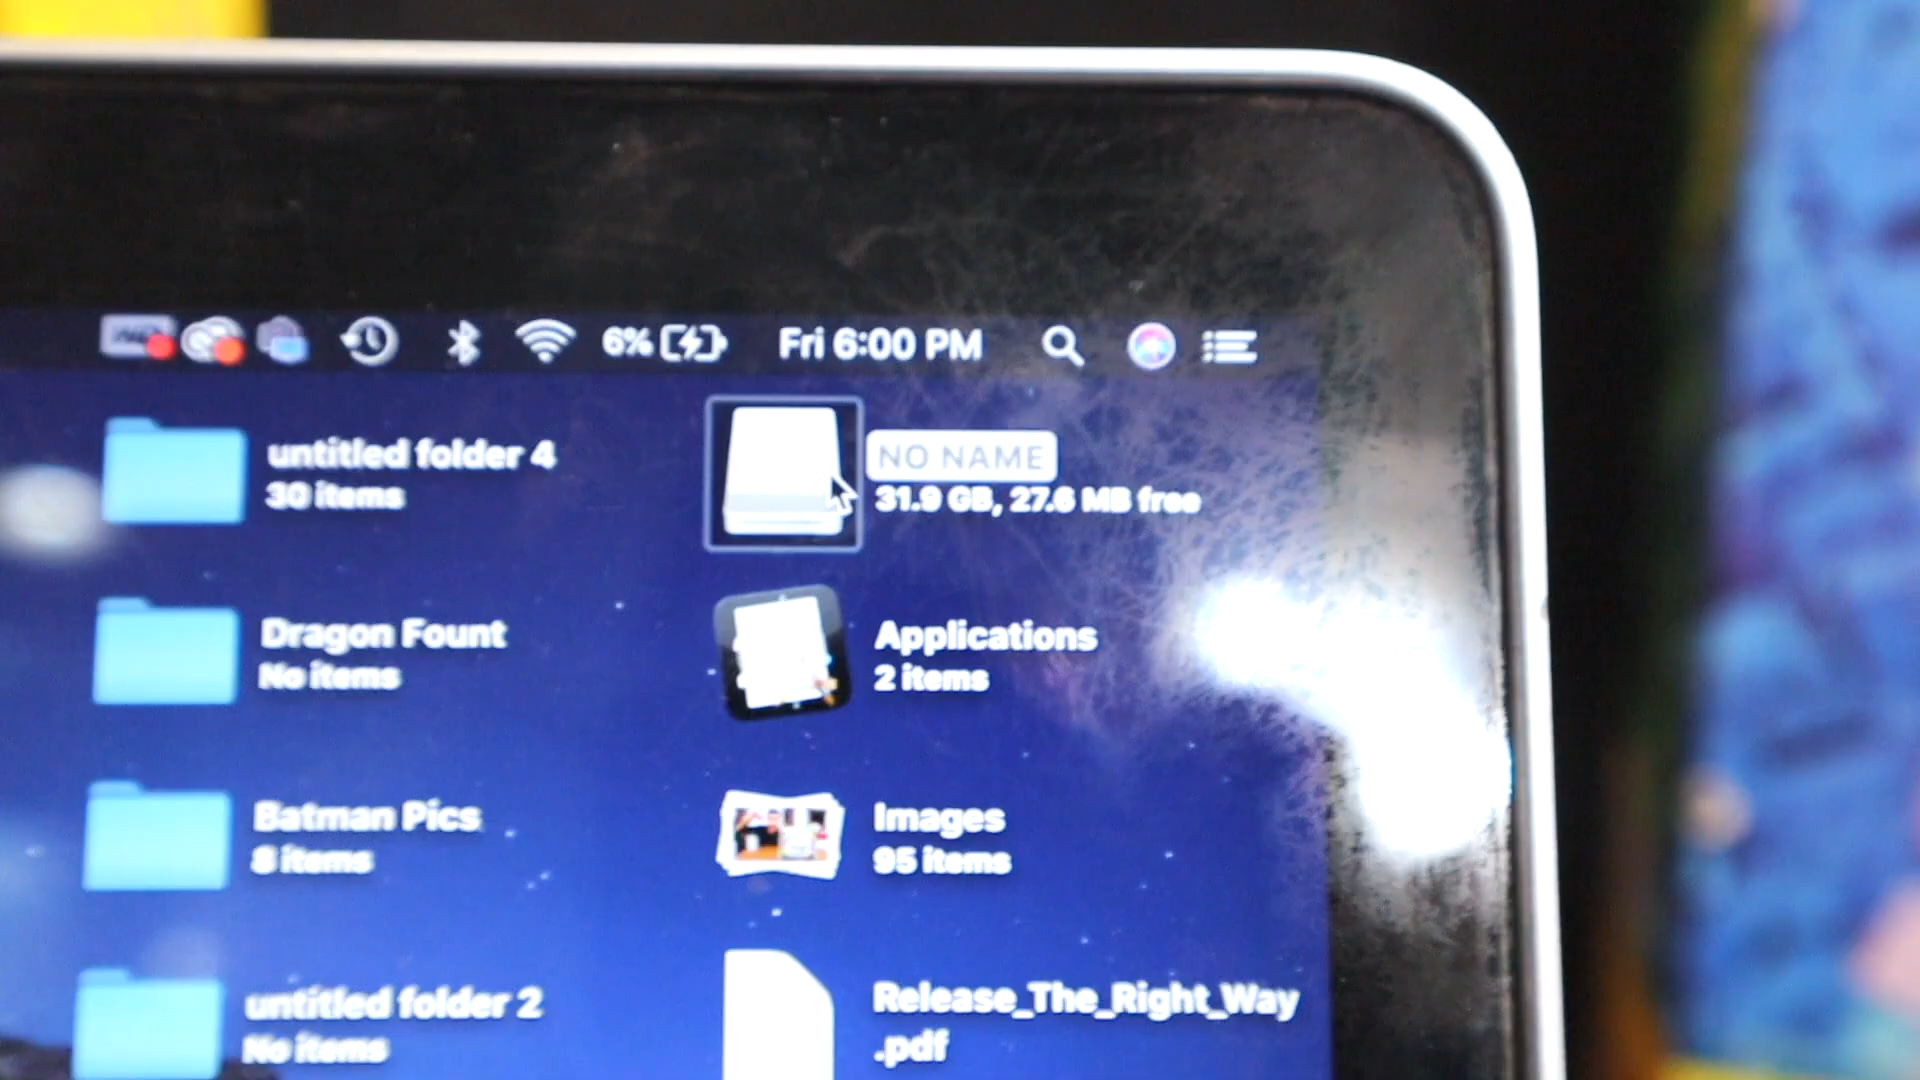 6% Fri 6:00 PM
untitled folder 4
30 items
NO NAME
31.9 GB, 27.6 MB free
Dragon Fount
No items
Applications
2 items
Batman Pics
8 items
Images
95 items
untitled folder 2
No items
Release_The_Right_Way
.pdf